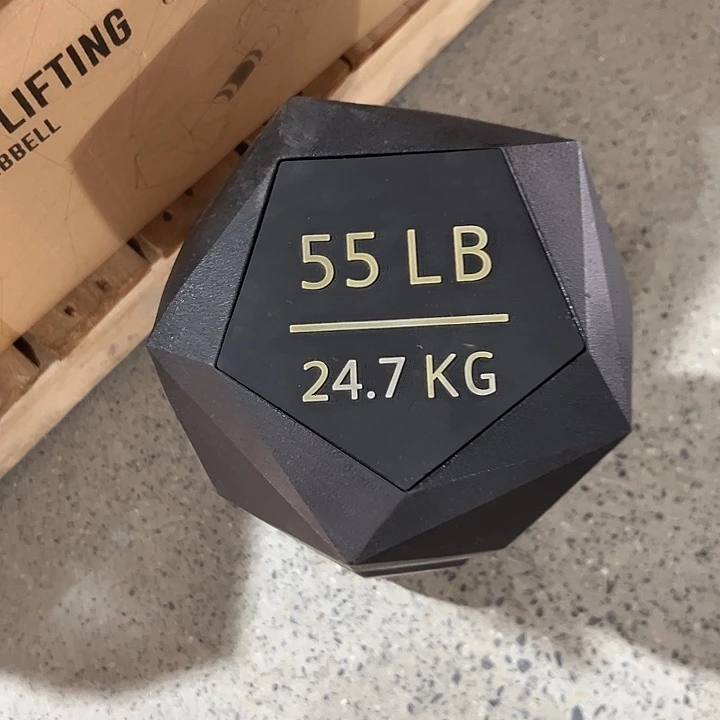 LIFTING
BBELL
55 LB
24.7 KG